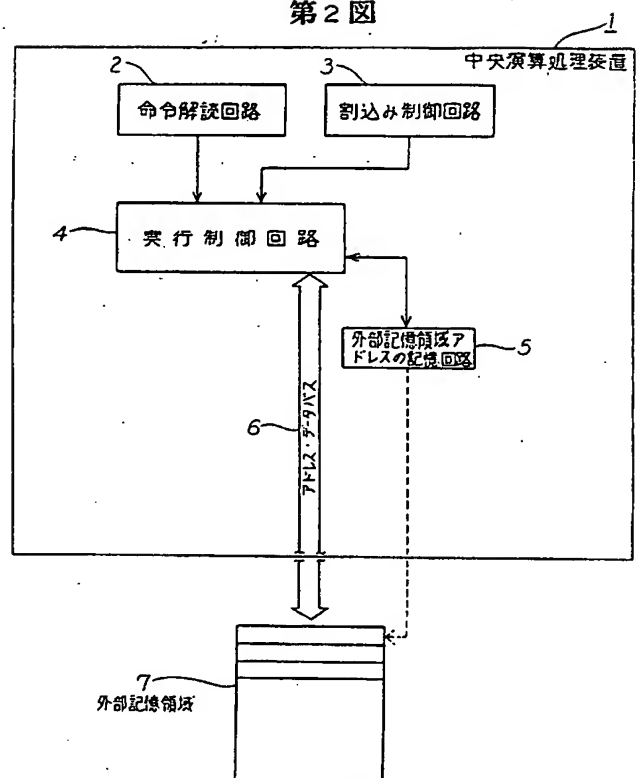 第2図
1
中央演算処理装置
2
3
命令解読回路
割込み制御回路
4
実行制御回路
外部記憶領域ア
ドレスの記憶回路
5
6
アドレス・データバス
7
外部記憶領域